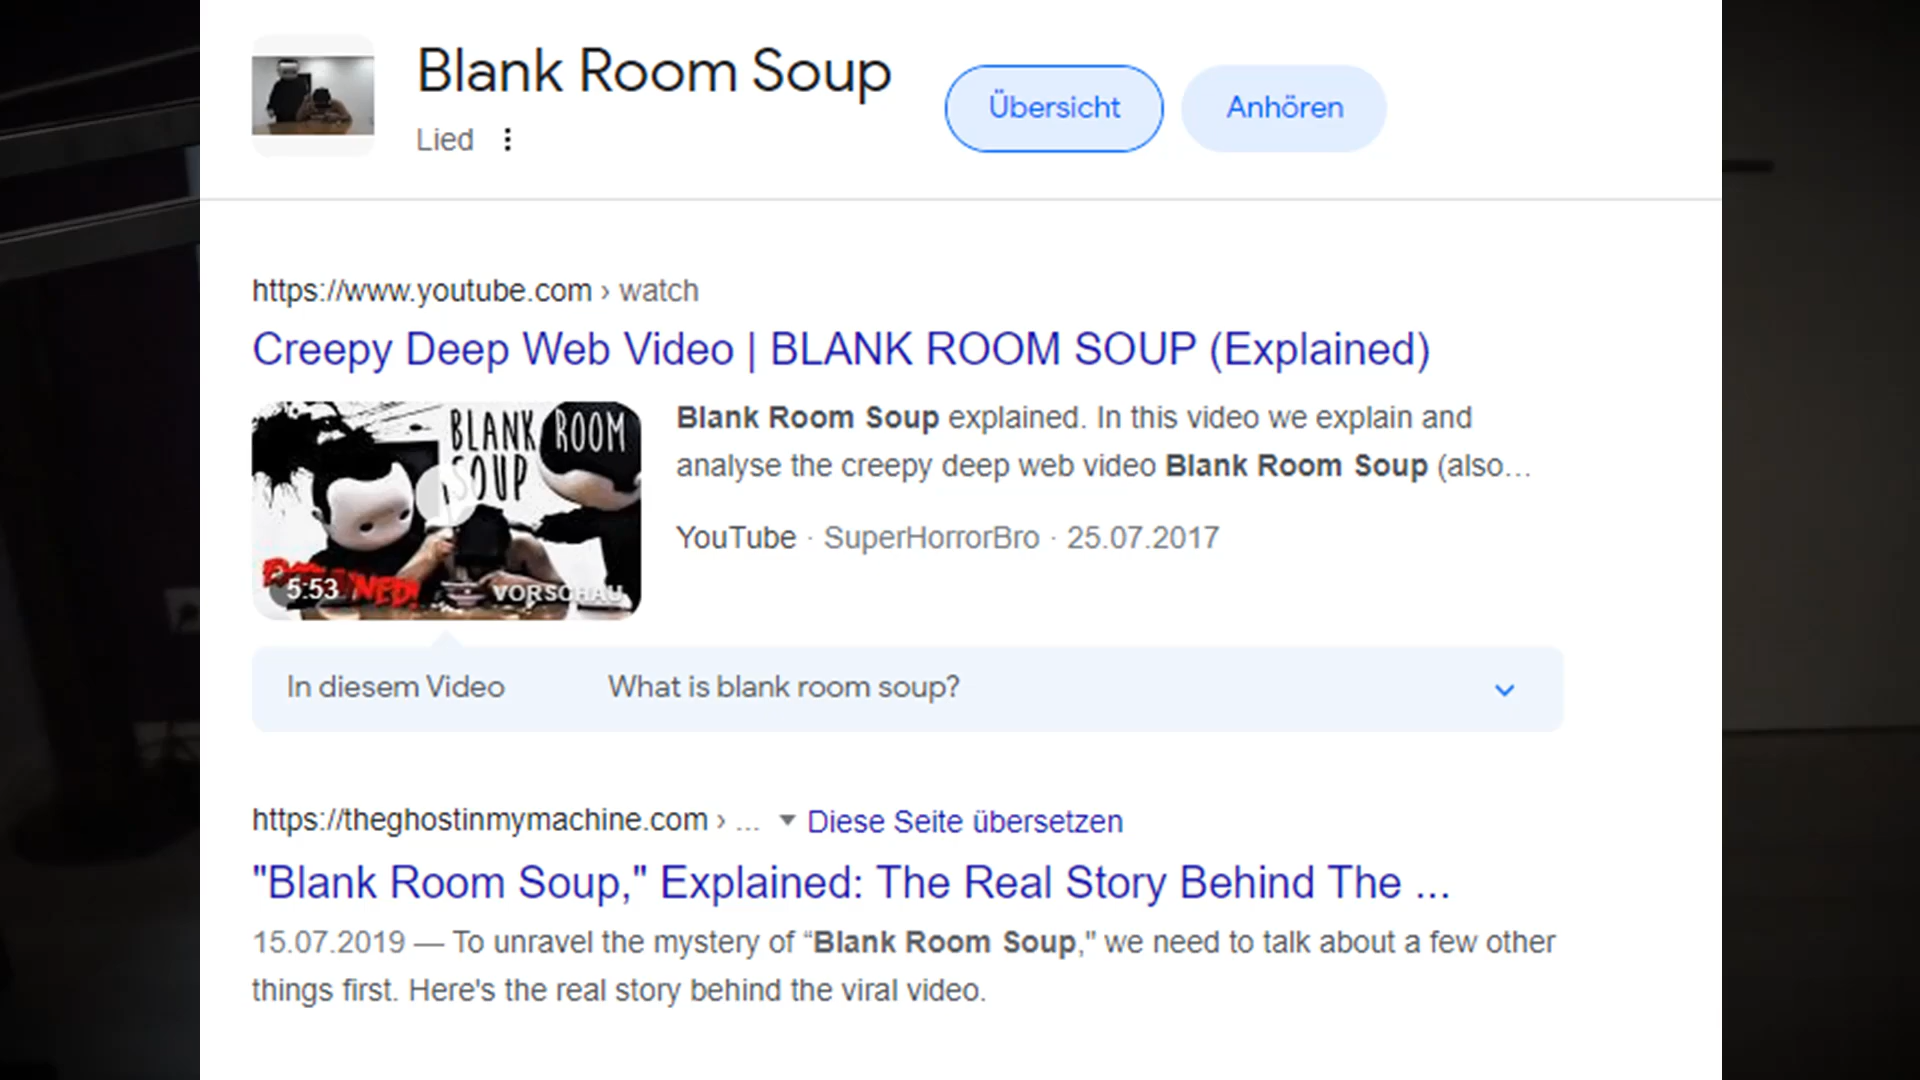 Blank Room Soup
Lied
Übersicht
Anhören
https://www.youtube.com › watch
Creepy Deep Web Video | BLANK ROOM SOUP (Explained)
BLANK ROOM
SOUP
5:53
VORSCHAU
Blank Room Soup explained. In this video we explain and
analyse the creepy deep web video Blank Room Soup (also...
YouTube · SuperHorrorBro · 25.07.2017
In diesem Video
What is blank room soup?
https://theghostinmymachine.com › ... Diese Seite übersetzen
"Blank Room Soup," Explained: The Real Story Behind The ...
15.07.2019 — To unravel the mystery of “Blank Room Soup," we need to talk about a few other
things first. Here's the real story behind the viral video.